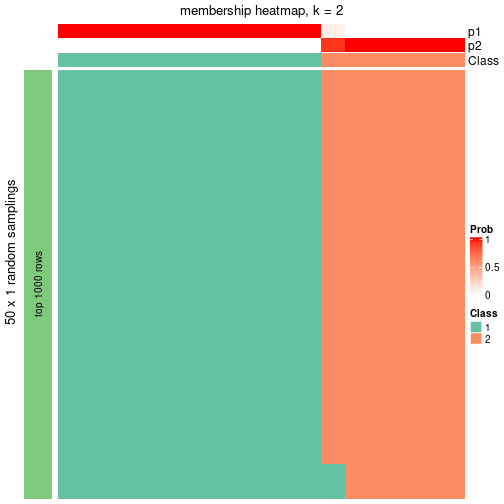 membership heatmap, k = 2
p1
p2
Class
50 x 1 random samplings
top 1000 rows
Prob
1
0.5
0
Class
1
2